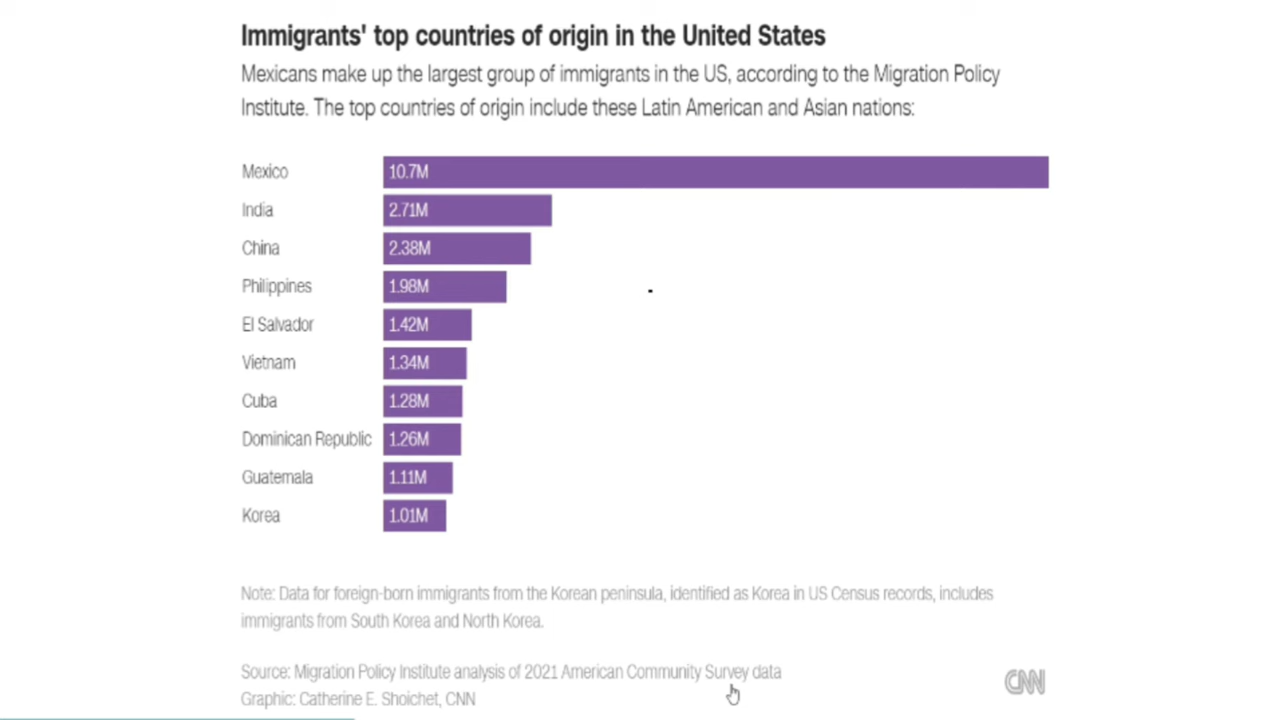 Immigrants' top countries of origin in the United States
Mexicans make up the largest group of immigrants in the US, according to the Migration Policy
Institute. The top countries of origin include these Latin American and Asian nations:
Mexico 10.7M
India 2.71M
China 2.38M
Philippines 1.98M
El Salvador 1.42M
Vietnam 1.34M
Cuba 1.28M
Dominican Republic 1.26M
Guatemala 1.11M
Korea 1.01M
Note: Data for foreign-born immigrants from the Korean peninsula, identified as Korea in US Census records, includes
immigrants from South Korea and North Korea.
Source: Migration Policy Institute analysis of 2021 American Community Survey data
Graphic: Catherine E. Shoichet, CNN
CNN